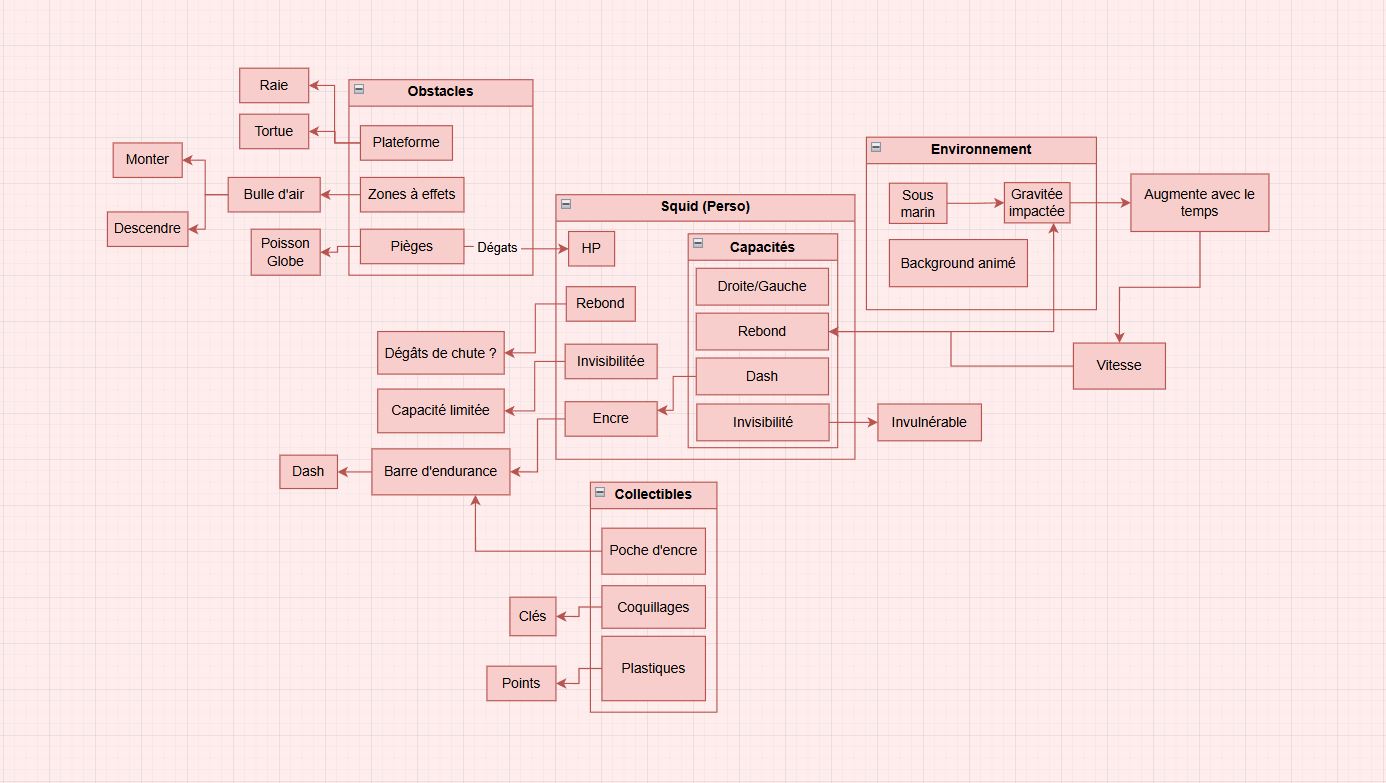 Obstacles
Raie
Tortue
Plateforme
Monter
Bulle d'air
Zones à effets
Descendre
Poisson
Globe
Pièges
Dégats
Squid (Perso)
HP
Rebond
Invisibilitée
Encre
Capacités
Droite/Gauche
Rebond
Dash
Invisibilité
Invulnérable
Dégâts de chute ?
Capacité limitée
Barre d'endurance
Dash
Environnement
Sous
marin
Gravitée
impactée
Background animé
Augmente avec le
temps
Vitesse
Collectibles
Poche d'encre
Coquillages
Plastiques
Clés
Points